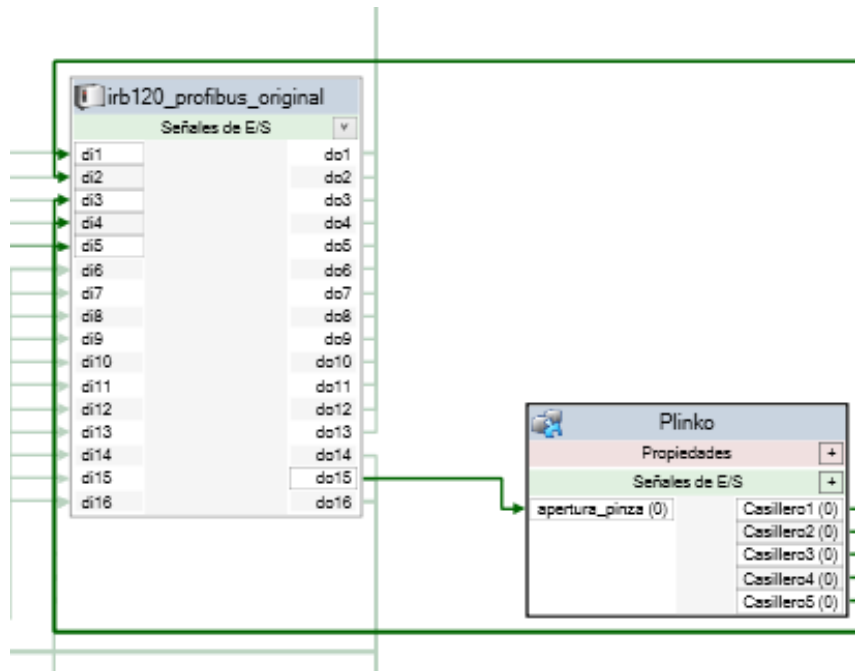 irb120_profibus_original
Señales de E/S
di1 do1
di2 do2
di3 do3
di4 do4
di5 do5
di6 do6
di7 do7
di8 do8
di9 do9
di10 do10
di11 do11
di12 do12
di13 do13
di14 do14
di15 do15
di16 do16
Plinko
Propiedades +
Señales de E/S +
apertura_pinza (0) Casillero1 (0)
Casillero2 (0)
Casillero3 (0)
Casillero4 (0)
Casillero5 (0)